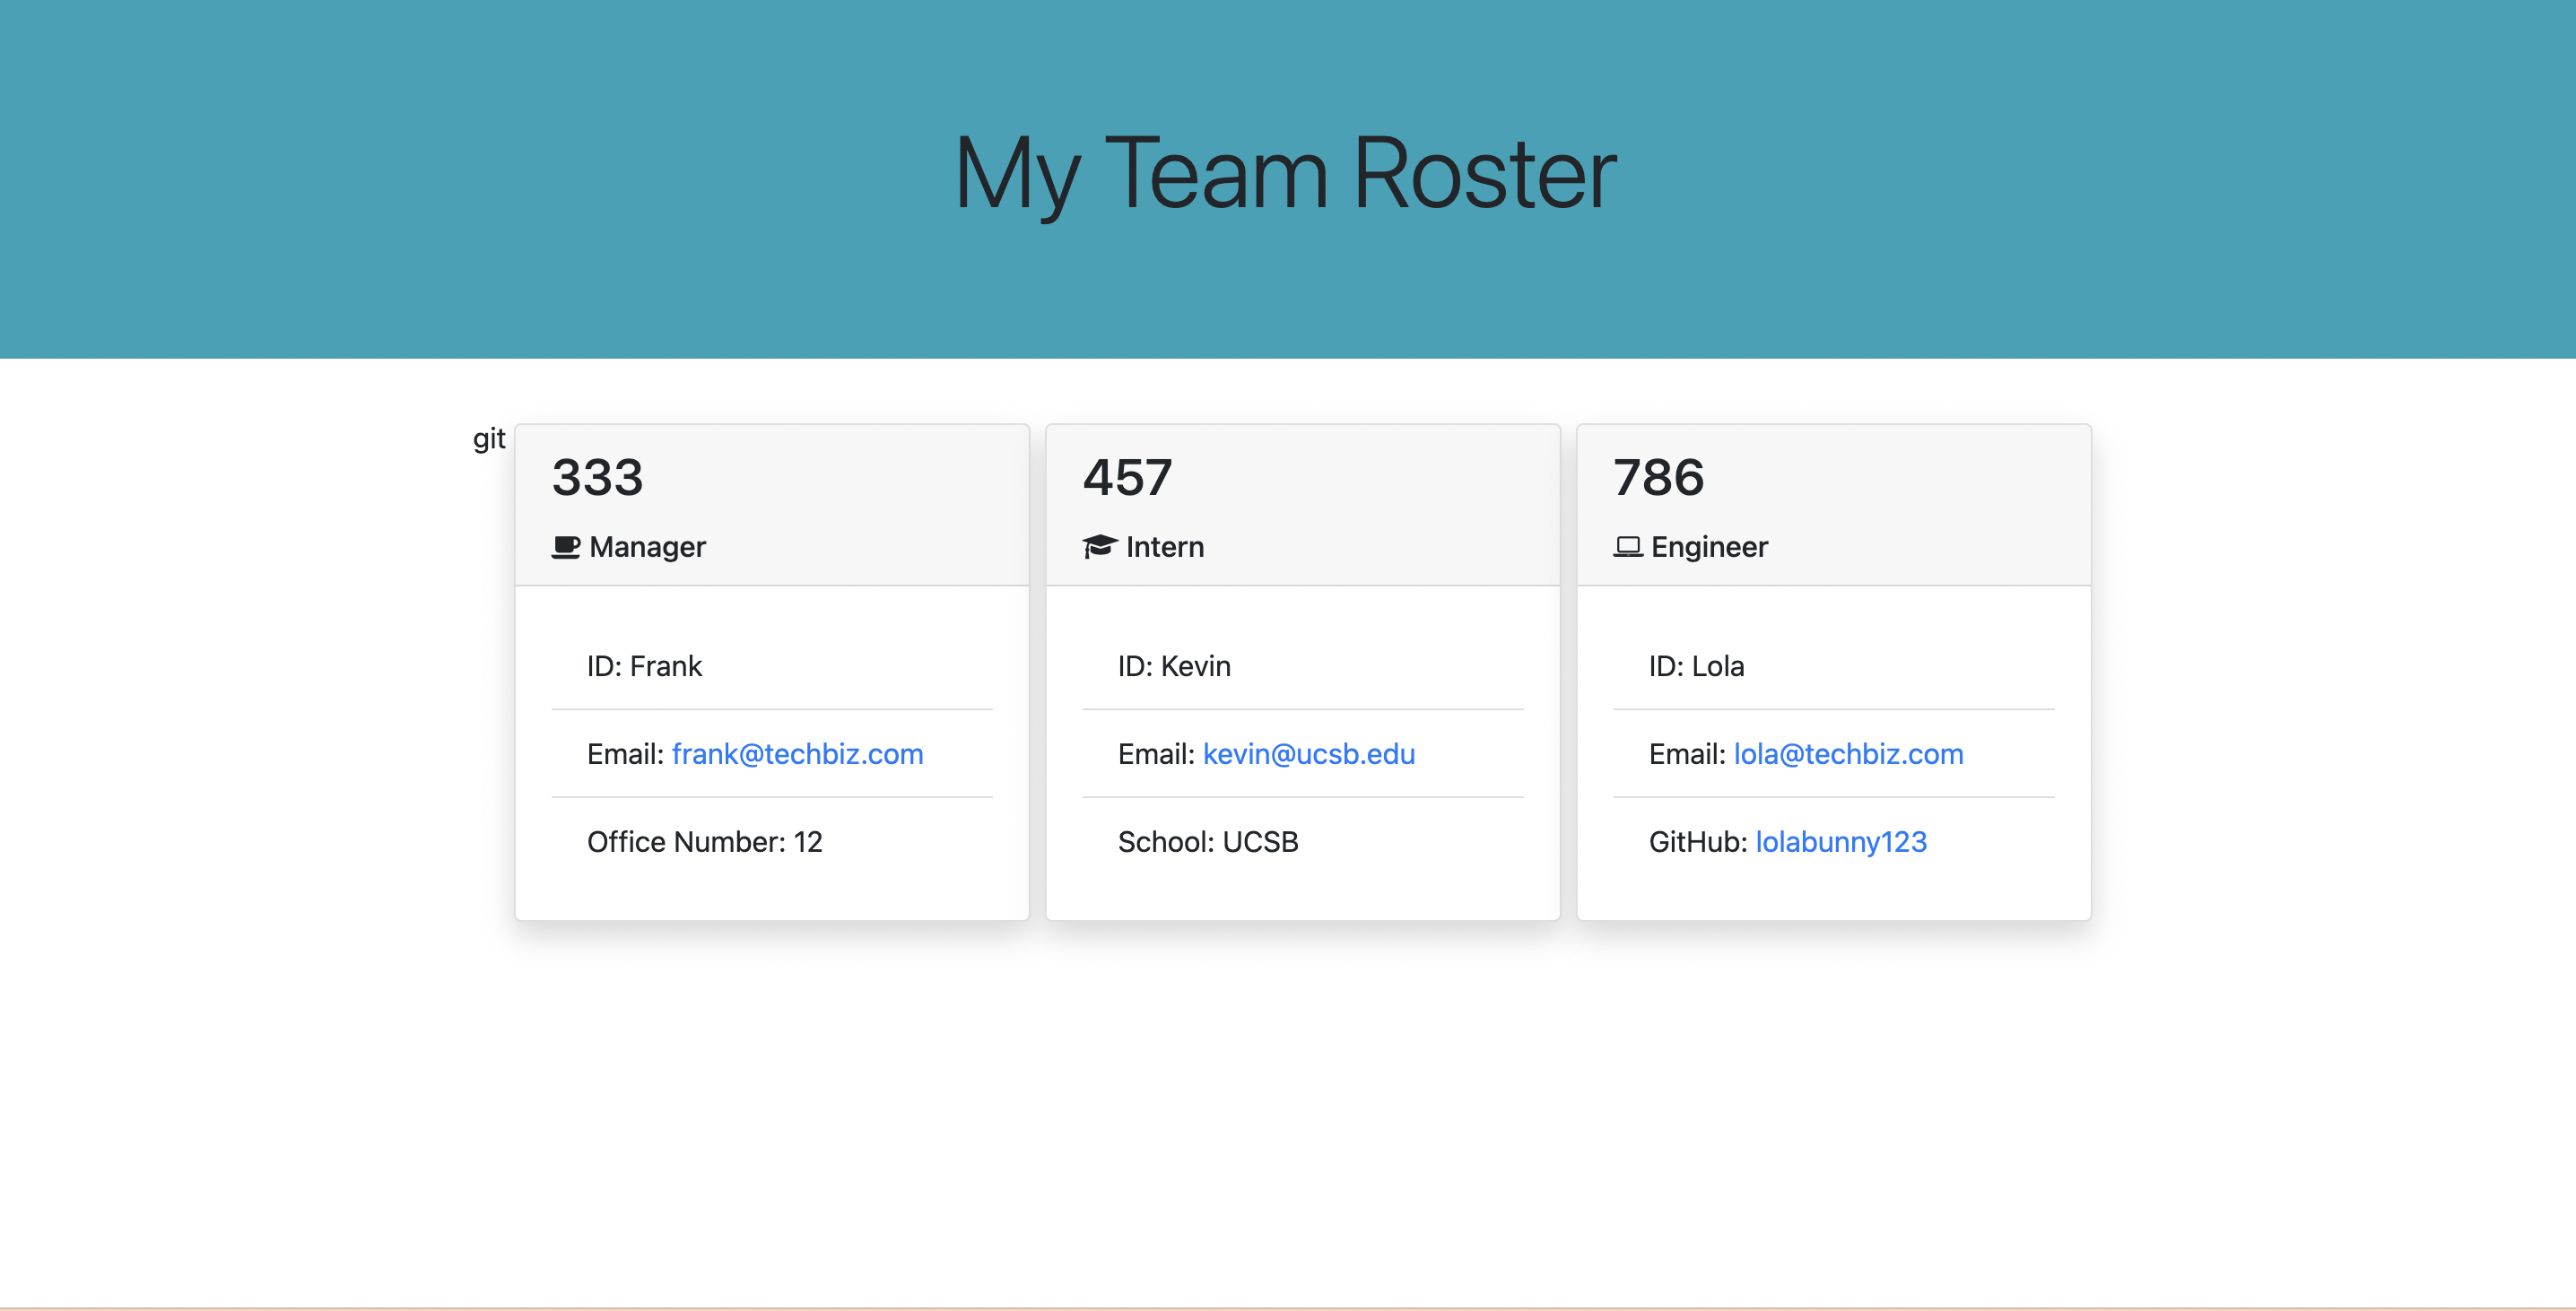 My Team Roster
git
333
Manager
ID: Frank
Email: frank@techbiz.com
Office Number: 12
457
Intern
ID: Kevin
Email: kevin@ucsb.edu
School: UCSB
786
Engineer
ID: Lola
Email: lola@techbiz.com
GitHub: lolabunny123